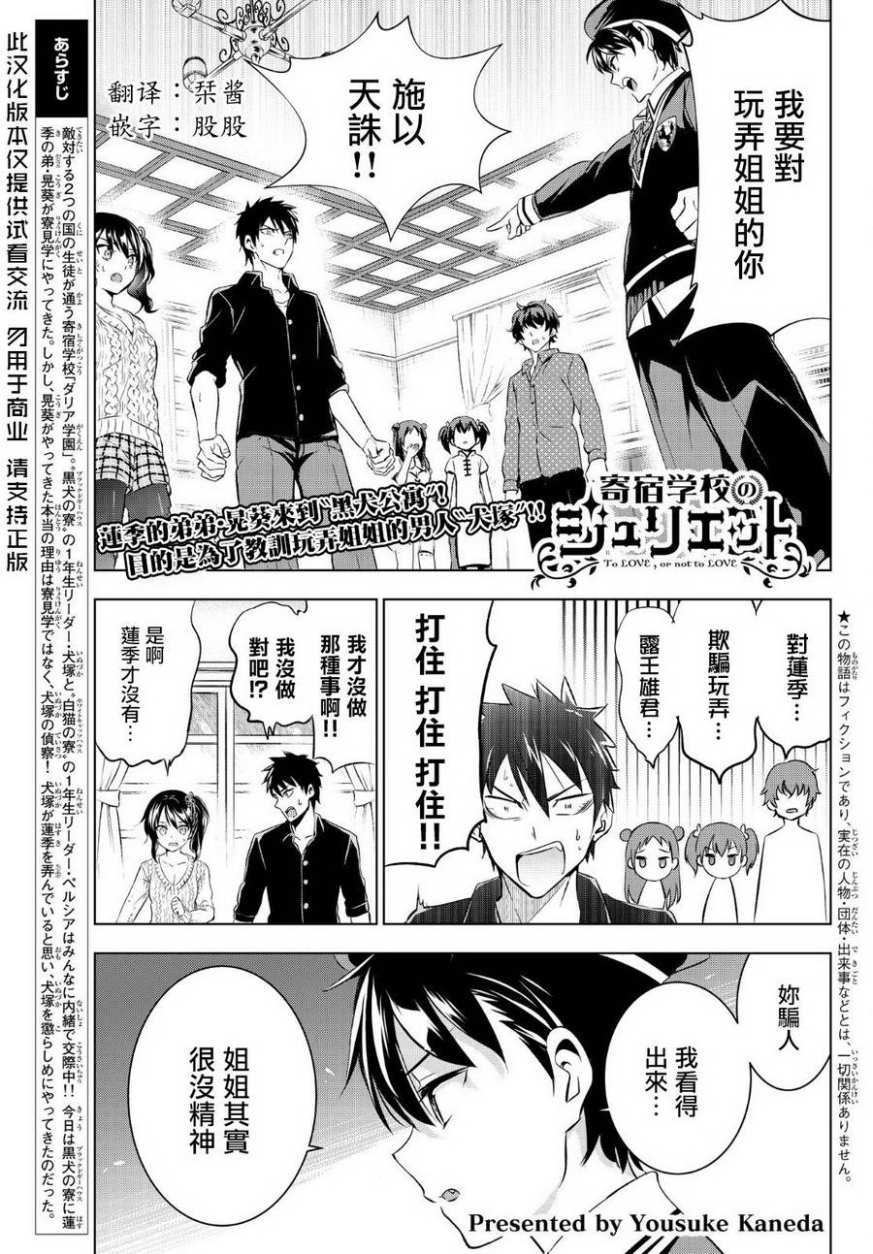 我要對
玩弄姐姐的你
施以
天誅!!
翻译：栞酱
嵌字：股股
寄宿学校の
ジュリエット
To LOVE, or not to LOVE
蓮季的弟弟·晃葵來到“黑犬公寓”!
目的是為了教訓玩弄姐姐的男人“犬塚”!!
對蓮季…
欺騙玩弄…
露壬雄君…
打住 打住 打住!!
我才沒做
那種事啊!!
我沒做
對吧!?
是啊
蓮季才沒有…
妳騙人
我看得
出來…
姐姐其實
很沒精神
Presented by Yousuke Kaneda
★この物語はフィクションであり、実在の人物・団体・出来事などとは、一切関係ありません。
あらすじ
敵対する2つの国の生徒が通う寄宿学校「ダリア学園」。“黒犬の寮”の1年生リーダー・犬塚と“白猫の寮”の1年生リーダー・ペルシアはみんなに内緒で交際中!! 今日は黒犬の寮に蓮
季の弟・晃葵が寮見学にやってきた。しかし、晃葵がやってきた本当の理由は寮見学ではなく、犬塚の偵察! 犬塚が蓮季を弄んでいると思い、犬塚を懲らしめにやってきたのだった。
此汉化版本仅提供试看交流 勿用于商业 请支持正版